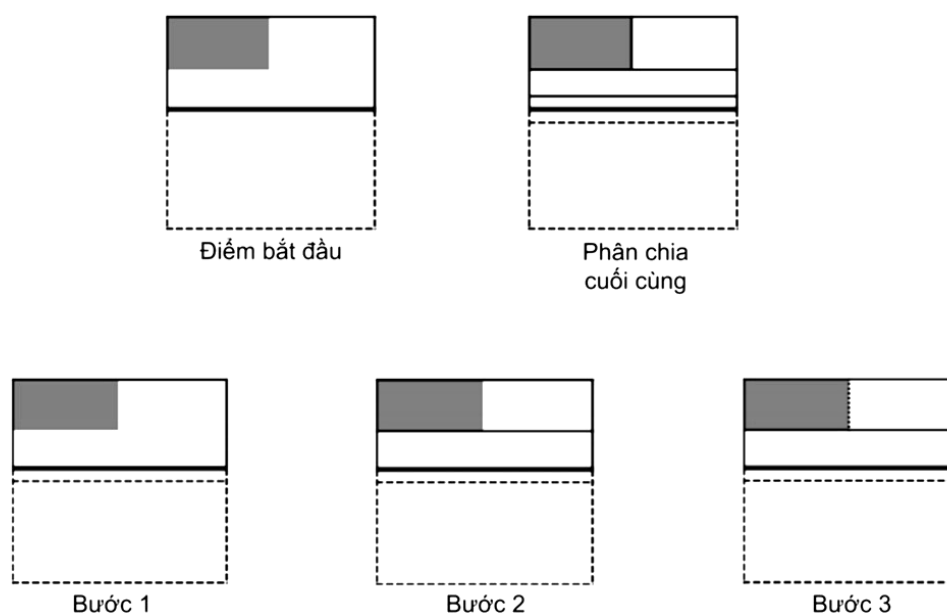 Điểm bắt đầu
Phân chia
cuối cùng
Bước 1
Bước 2
Bước 3